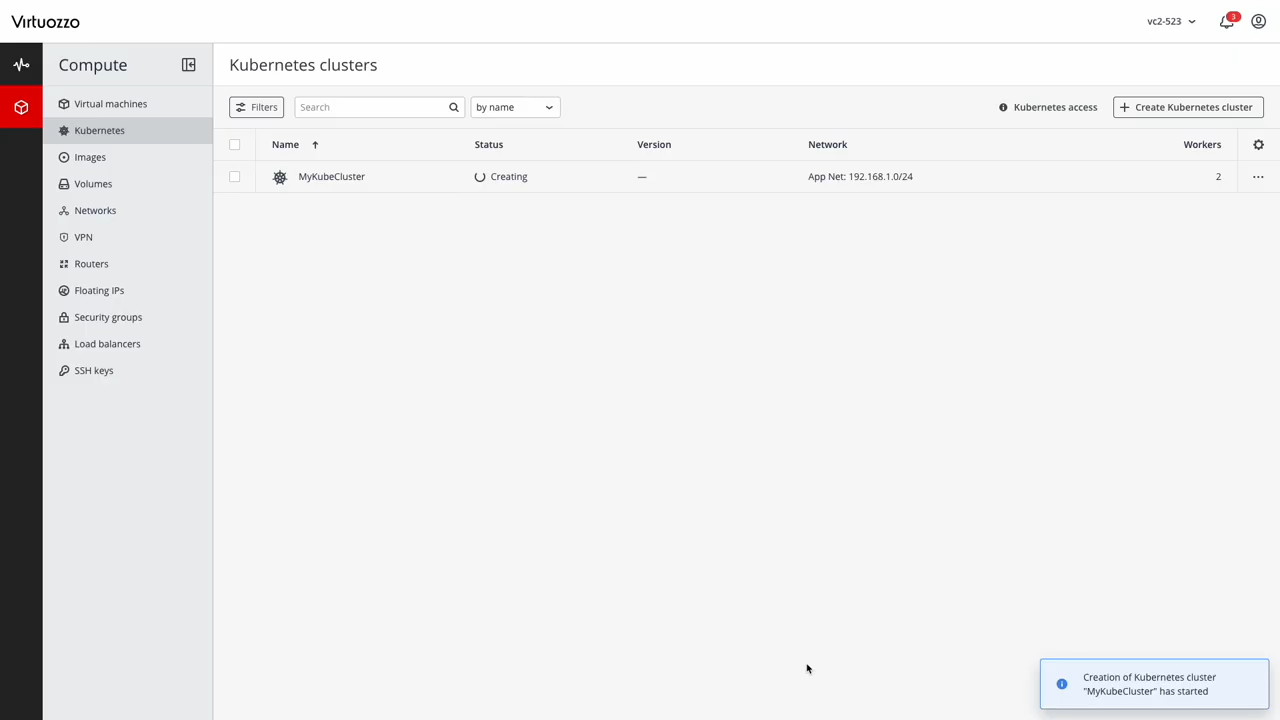 Virtuozzo
vc2-523
3
Compute
Virtual machines
Kubernetes
Images
Volumes
Networks
VPN
Routers
Floating IPs
Security groups
Load balancers
SSH keys
Kubernetes clusters
Filters
Search
by name
Kubernetes access
Create Kubernetes cluster
Name Status Version Network Workers
MyKubeCluster Creating — App Net: 192.168.1.0/24 2
Creation of Kubernetes cluster
"MyKubeCluster" has started